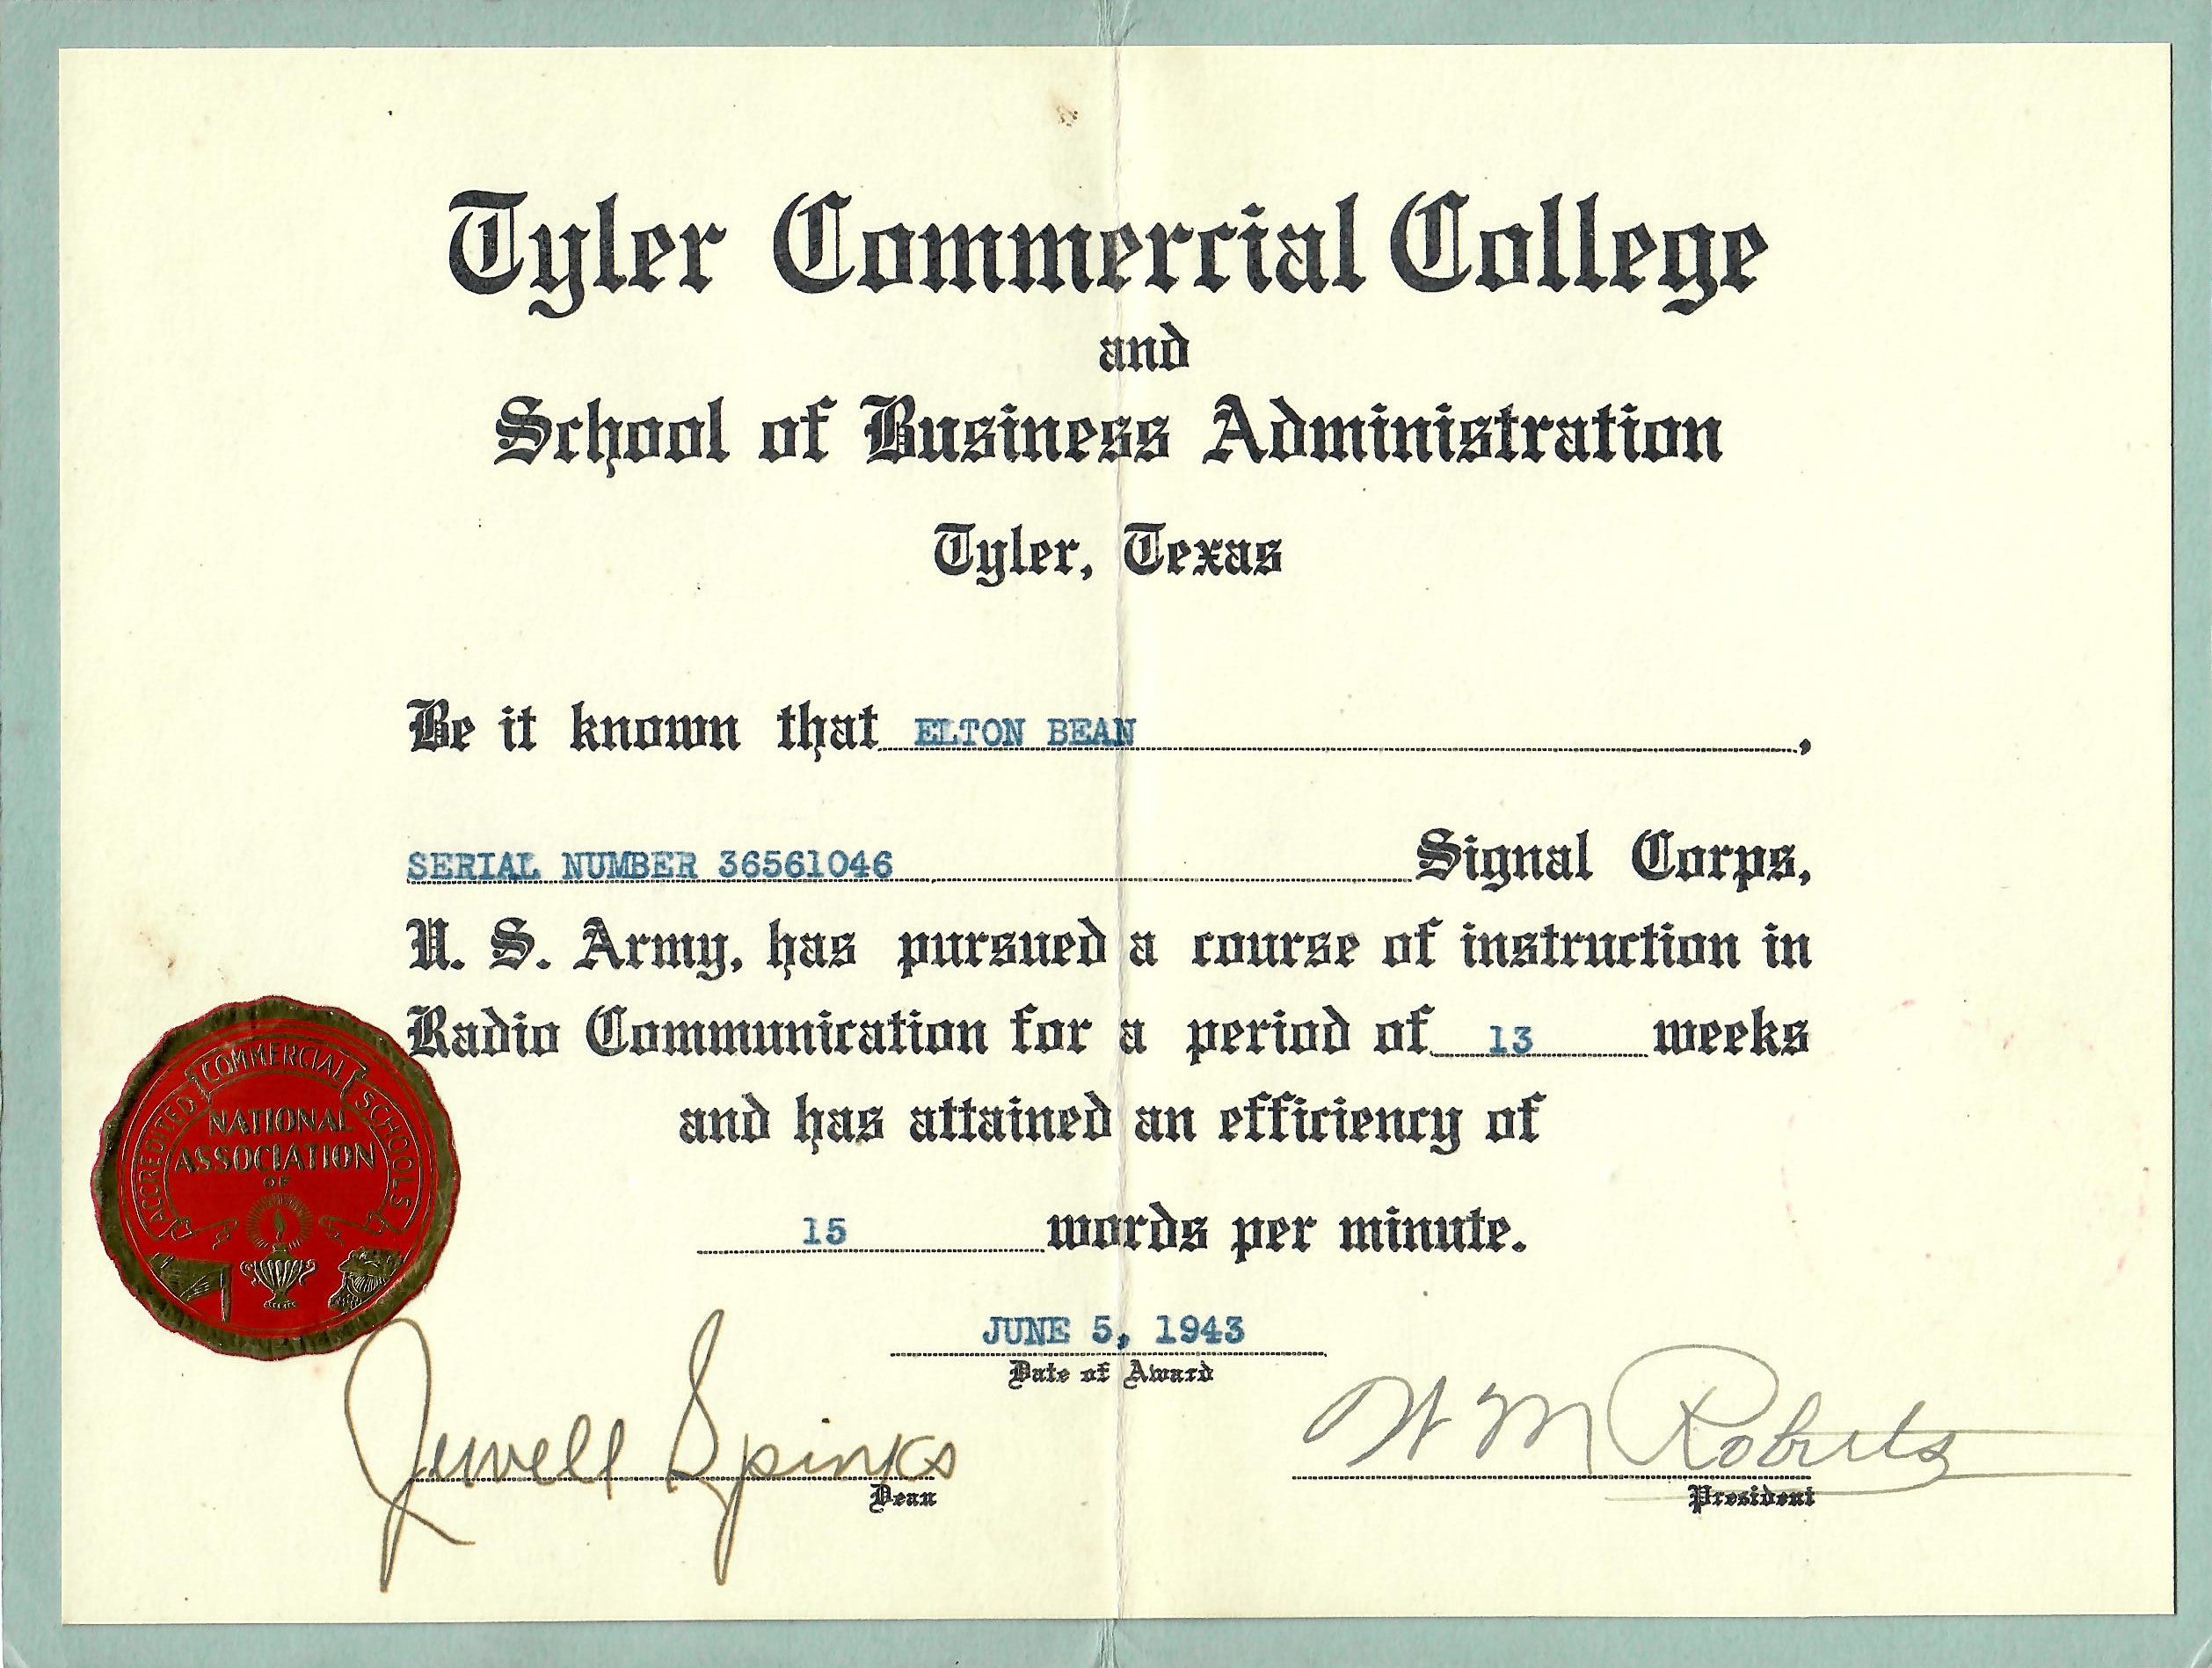 Tyler Commercial College
and
School of Business Administration
Tyler, Texas
Be it known that ELTON BEAN,
SERIAL NUMBER 36561046 Signal Corps,
U. S. Army, has pursued a course of instruction in
Radio Communication for a period of 13 weeks
and has attained an efficiency of
15 words per minute.
JUNE 5, 1943
Date of Award
Jewell Spinks
Dean
W M Roberts
President
NATIONAL
ASSOCIATION
OF
ACCREDITED COMMERCIAL SCHOOLS